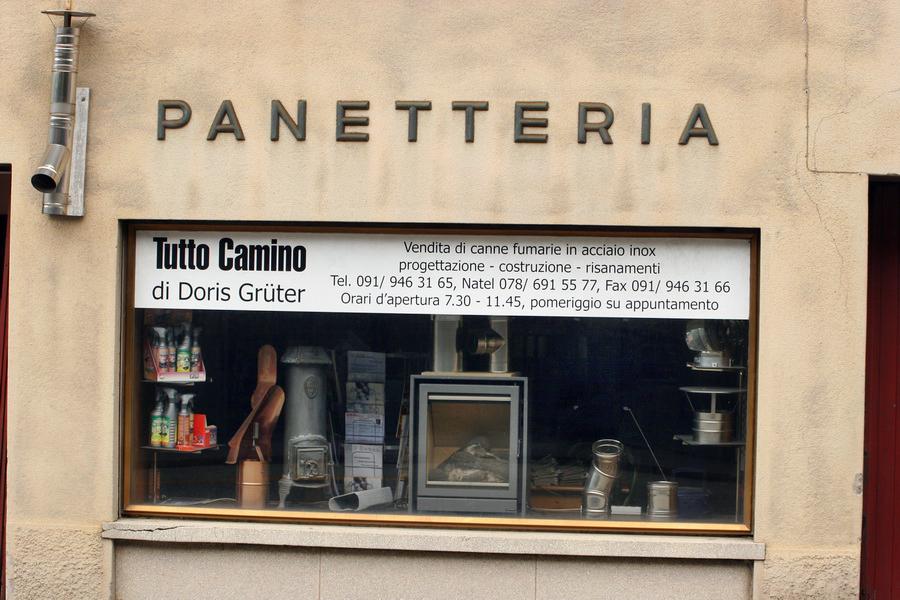 PANETTERIA
Tutto Camino
di Doris Grüter
Vendita di canne fumarie in acciaio inox
progettazione - costruzione - risanamenti
Tel. 091/ 946 31 65, Natel 078/ 691 55 77, Fax 091/ 946 31 66
Orari d'apertura 7.30 - 11.45, pomeriggio su appuntamento